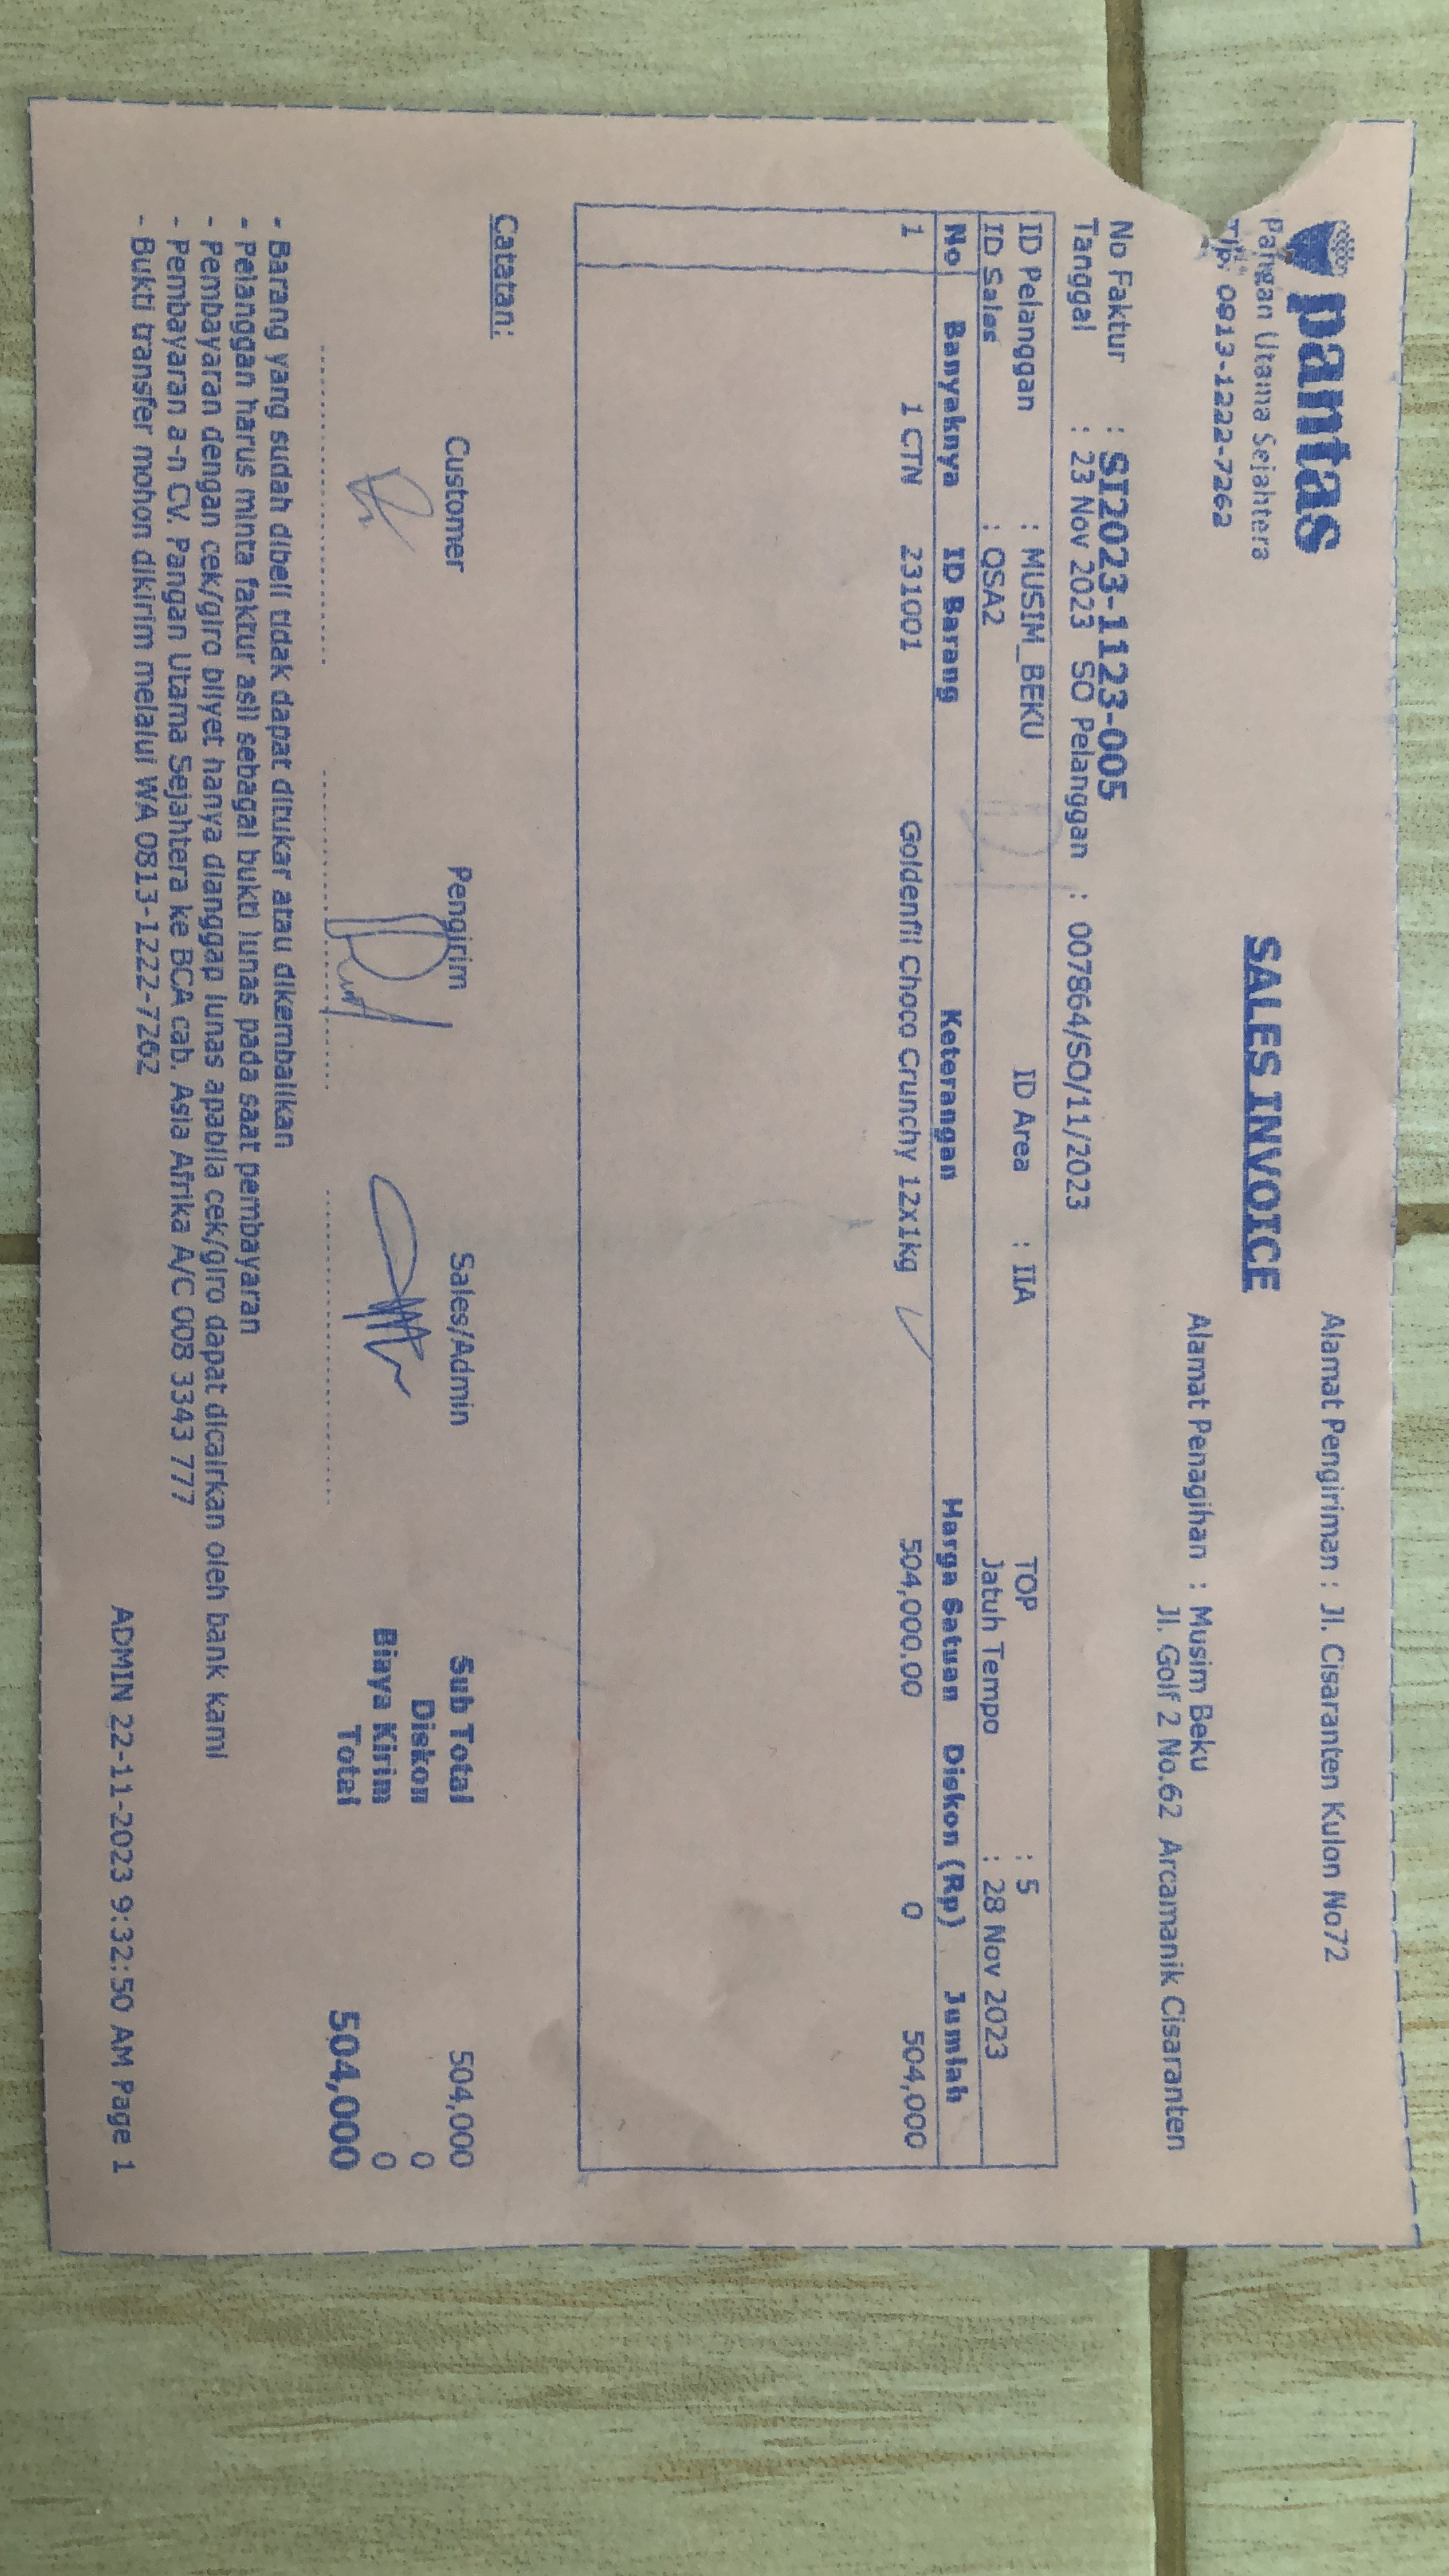 pantas
Pangan Utama Sejahtera
Tlp. 0813-1222-7262
SALES INVOICE
Alamat Pengiriman : Jl. Cisaranten Kulon No72
Alamat Penagihan : Musim Beku
Jl. Golf 2 No.62 Arcamanik Cisaranten
No Faktur : SI2023-1123-005
Tanggal : 23 Nov 2023 SO Pelanggan : 007864/SO/11/2023
ID Pelanggan : MUSIM_BEKU ID Area : IIA TOP : 5
ID Sales : QSA2 Jatuh Tempo : 28 Nov 2023
No Banyaknya ID Barang Keterangan Harga Satuan Diskon (Rp) Jumlah
1 1 CTN 231001 Goldenfil Choco Crunchy 12x1kg 504,000.00 0 504,000
Catatan:
Customer Pengirim Sales/Admin
Sub Total 504,000
Diskon 0
Biaya Kirim 0
Total 504,000
- Barang yang sudah dibeli tidak dapat ditukar atau dikembalikan
- Pelanggan harus minta faktur asli sebagai bukti lunas pada saat pembayaran
- Pembayaran dengan cek/giro bilyet hanya dianggap lunas apabila cek/giro dapat dicairkan oleh bank kami
- Pembayaran a-n CV. Pangan Utama Sejahtera ke BCA cab. Asia Afrika A/C 008 3343 777
- Bukti transfer mohon dikirim melalui WA 0813-1222-7262
ADMIN 22-11-2023 9:32:50 AM Page 1